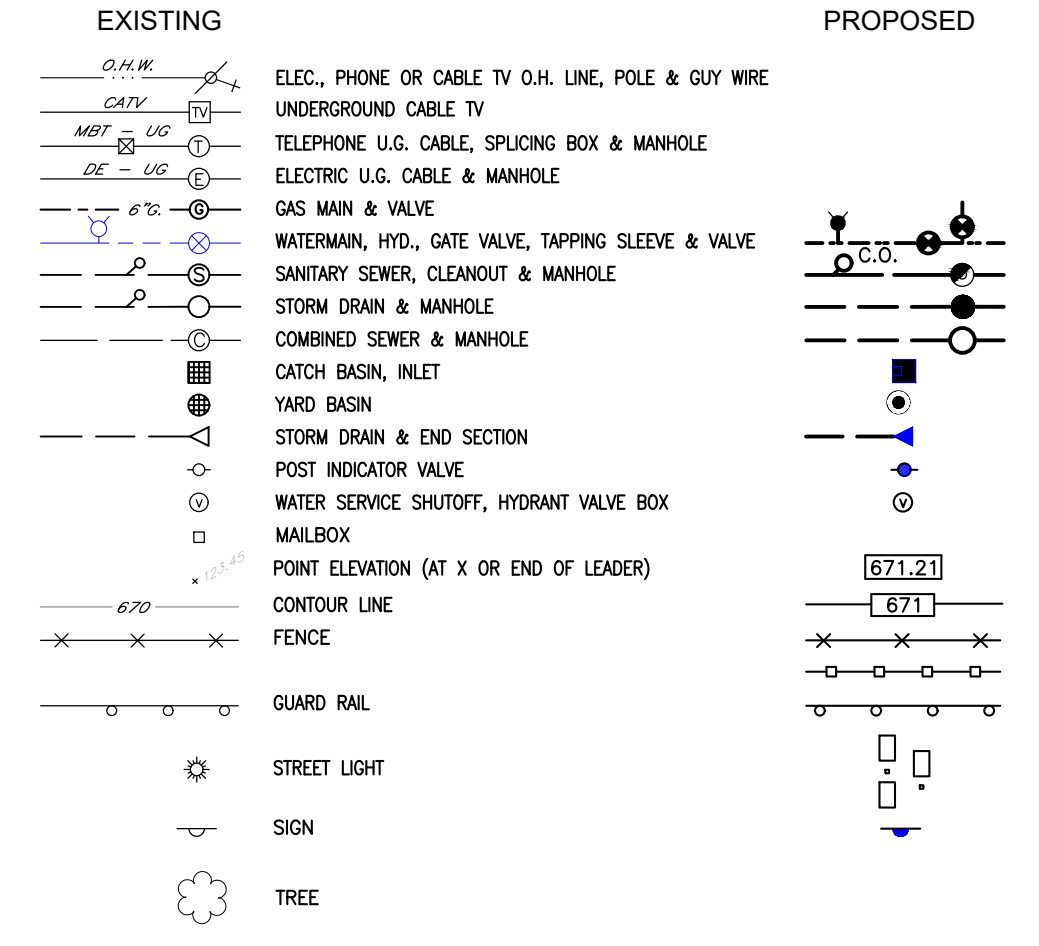 EXISTING PROPOSED
O.H.W. ELEC., PHONE OR CABLE TV O.H. LINE, POLE & GUY WIRE
CATV TV UNDERGROUND CABLE TV
MBT - UG T TELEPHONE U.G. CABLE, SPLICING BOX & MANHOLE
DE - UG E ELECTRIC U.G. CABLE & MANHOLE
6"G. G GAS MAIN & VALVE
WATERMAIN, HYD., GATE VALVE, TAPPING SLEEVE & VALVE
C.O.
S SANITARY SEWER, CLEANOUT & MANHOLE S
STORM DRAIN & MANHOLE
C COMBINED SEWER & MANHOLE
CATCH BASIN, INLET
YARD BASIN
STORM DRAIN & END SECTION
POST INDICATOR VALVE
V WATER SERVICE SHUTOFF, HYDRANT VALVE BOX V
MAILBOX
123.45 POINT ELEVATION (AT X OR END OF LEADER) 671.21
670 CONTOUR LINE 671
FENCE
GUARD RAIL
STREET LIGHT
SIGN
TREE